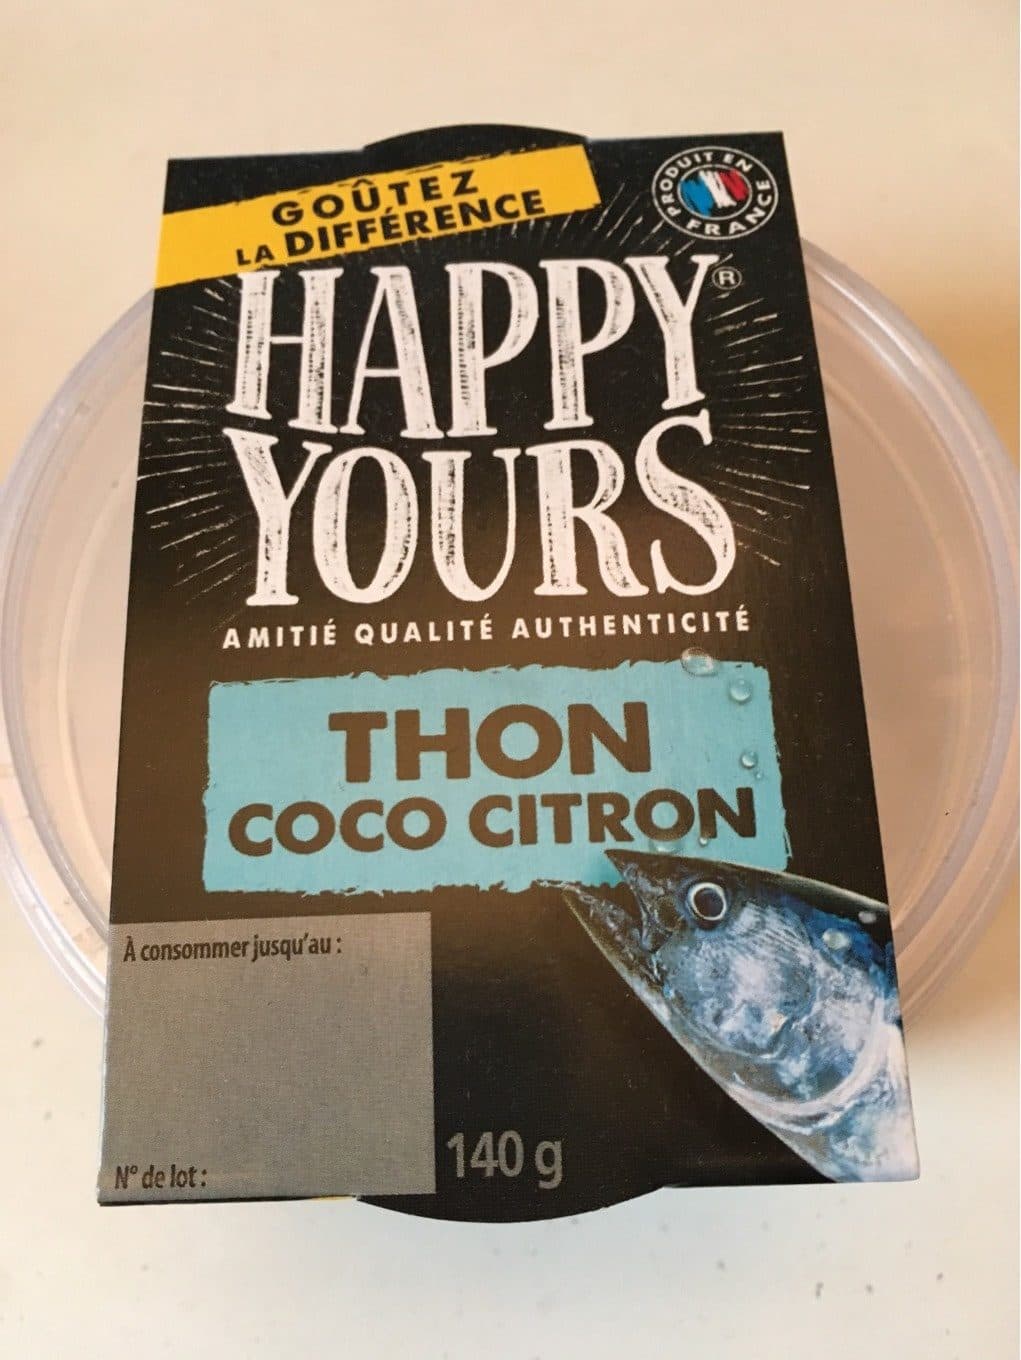 GOÛTEZ
LA DIFFÉRENCE
PRODUIT EN FRANCE
HAPPY®
YOURS
AMITIÉ QUALITÉ AUTHENTICITÉ
THON
COCO CITRON
À consommer jusqu'au :
N° de lot :
140 g